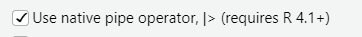 Use native pipe operator, |> (requires R 4.1+)